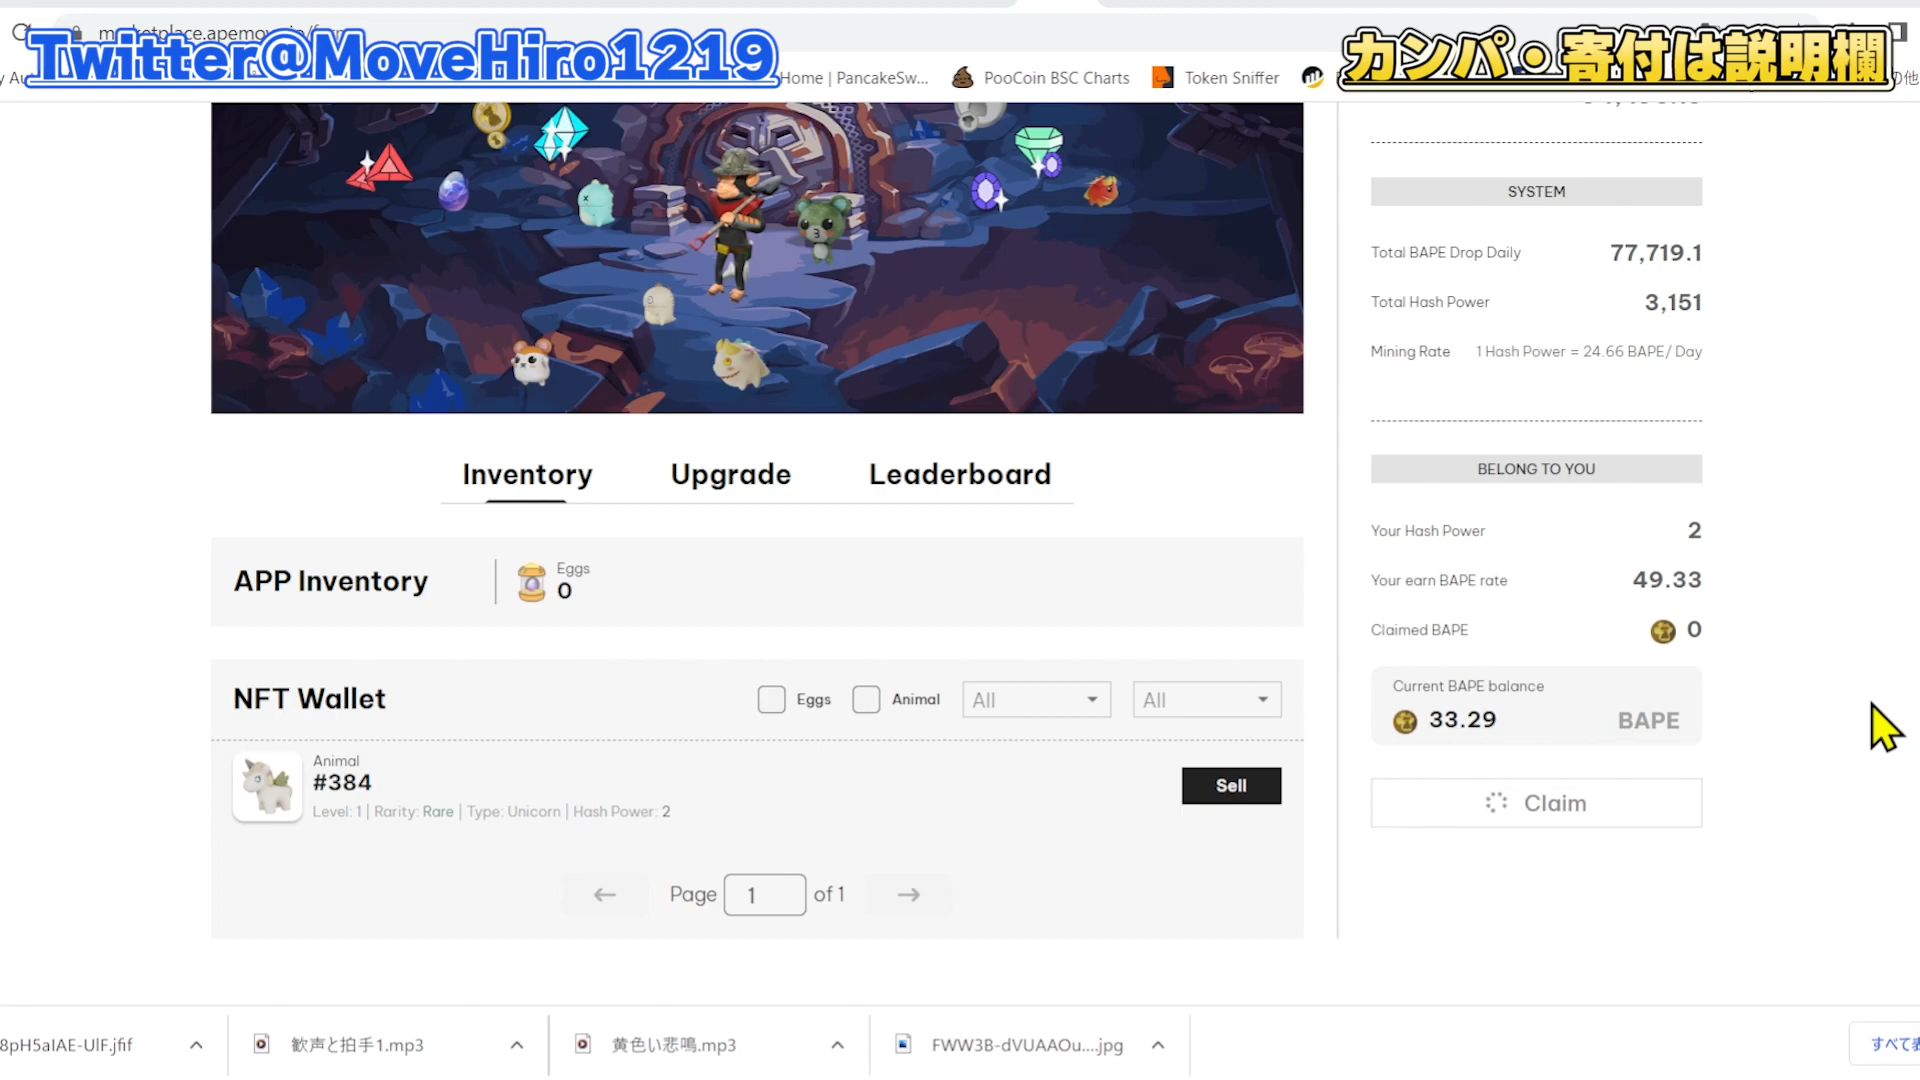 Twitter@MoveHiro1219
カンパ・寄付は説明欄
Home | PancakeSw...
PooCoin BSC Charts
Token Sniffer
SYSTEM
Total BAPE Drop Daily 77,719.1
Total Hash Power 3,151
Mining Rate 1 Hash Power = 24.66 BAPE/ Day
BELONG TO YOU
Your Hash Power 2
Your earn BAPE rate 49.33
Claimed BAPE 0
Current BAPE balance
33.29 BAPE
Claim
Inventory Upgrade Leaderboard
APP Inventory
Eggs
0
NFT Wallet
Eggs Animal All All
Animal
#384
Level: 1 | Rarity: Rare | Type: Unicorn | Hash Power: 2
Sell
Page 1 of 1
8pH5aIAE-UIF.jfif
歓声と拍手1.mp3
黄色い悲鳴.mp3
FWW3B-dVUAAOu....jpg
すべて表